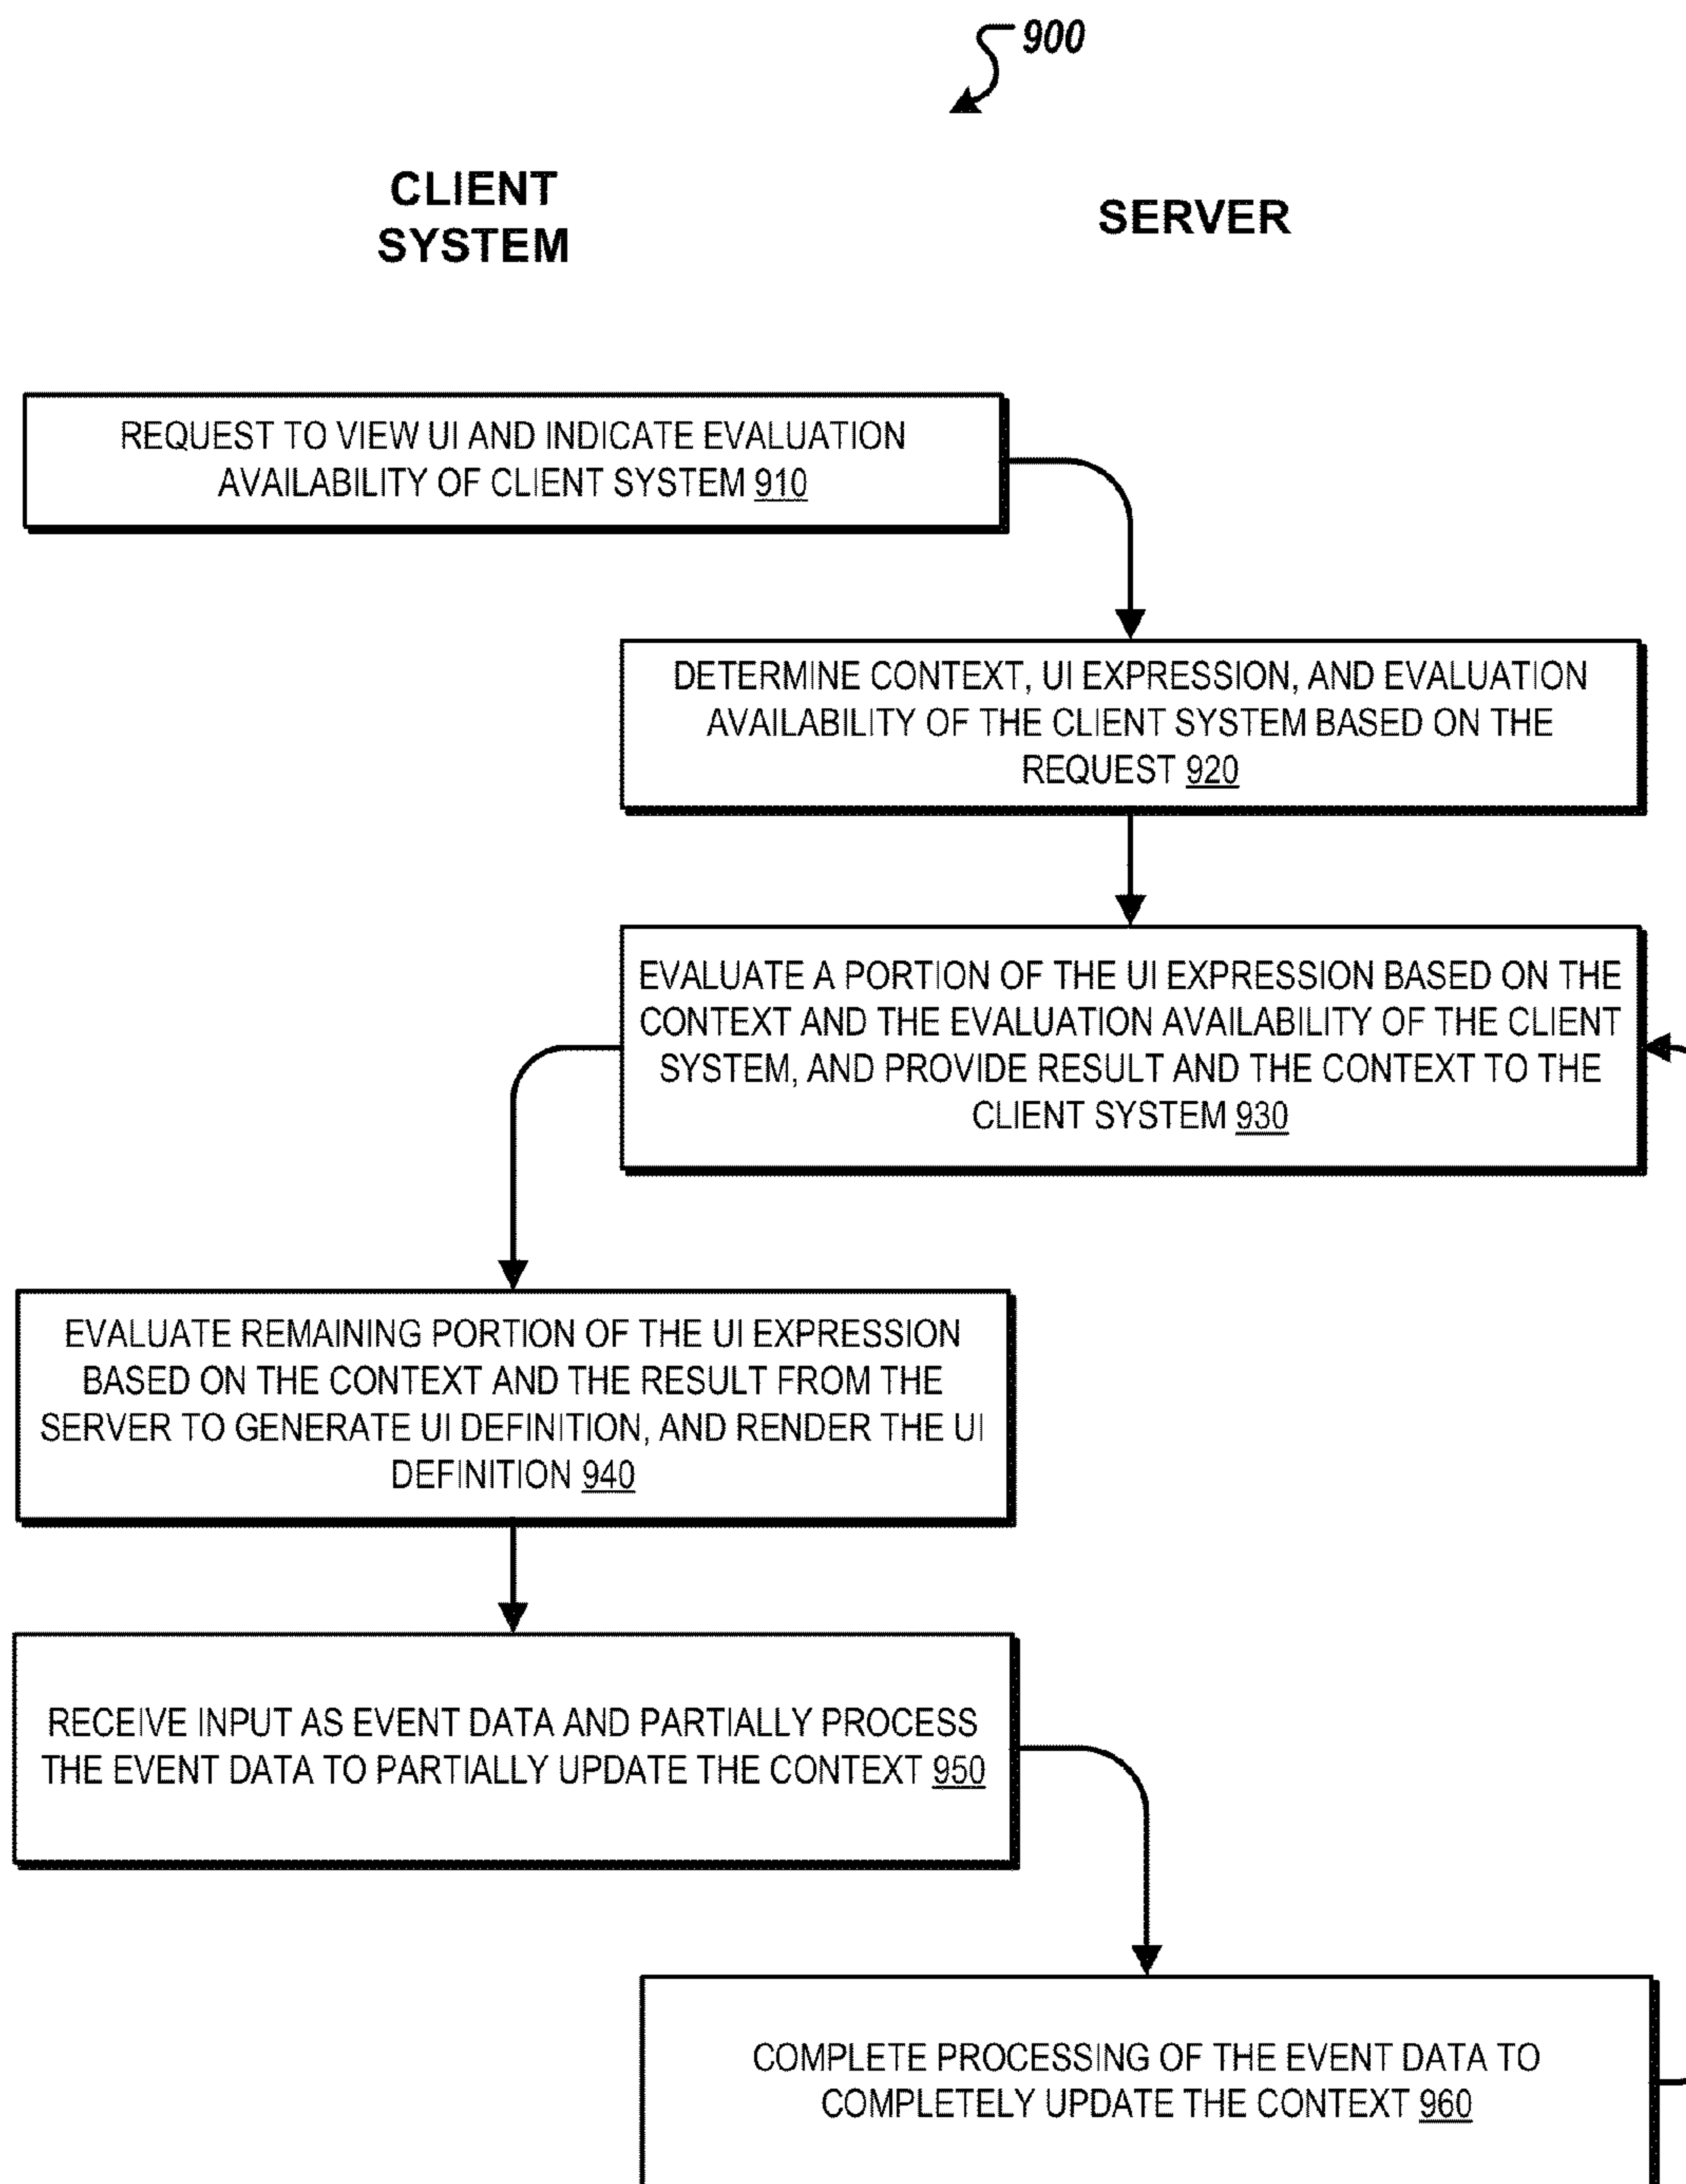 900
CLIENT
SYSTEM
SERVER
REQUEST TO VIEW UI AND INDICATE EVALUATION
AVAILABILITY OF CLIENT SYSTEM 910
DETERMINE CONTEXT, UI EXPRESSION, AND EVALUATION
AVAILABILITY OF THE CLIENT SYSTEM BASED ON THE
REQUEST 920
EVALUATE A PORTION OF THE UI EXPRESSION BASED ON THE
CONTEXT AND THE EVALUATION AVAILABILITY OF THE CLIENT
SYSTEM, AND PROVIDE RESULT AND THE CONTEXT TO THE
CLIENT SYSTEM 930
EVALUATE REMAINING PORTION OF THE UI EXPRESSION
BASED ON THE CONTEXT AND THE RESULT FROM THE
SERVER TO GENERATE UI DEFINITION, AND RENDER THE UI
DEFINITION 940
RECEIVE INPUT AS EVENT DATA AND PARTIALLY PROCESS
THE EVENT DATA TO PARTIALLY UPDATE THE CONTEXT 950
COMPLETE PROCESSING OF THE EVENT DATA TO
COMPLETELY UPDATE THE CONTEXT 960